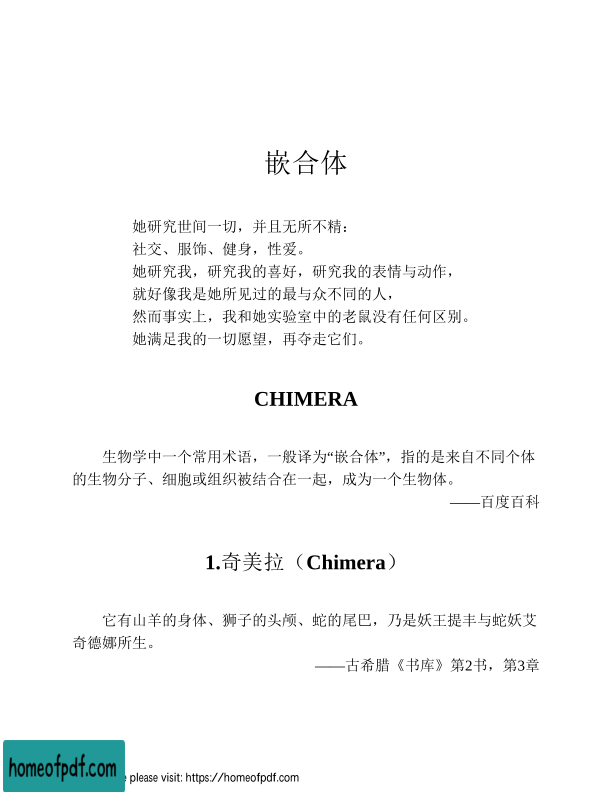 嵌合体
她研究世间一切，并且无所不精：
社交、服饰、健身，性爱。
她研究我，研究我的喜好，研究我的表情与动作，
就好像我是她所见过的最与众不同的人，
然而事实上，我和她实验室中的老鼠没有任何区别。
她满足我的一切愿望，再夺走它们。
CHIMERA
生物学中一个常用术语，一般译为“嵌合体”，指的是来自不同个体
的生物分子、细胞或组织被结合在一起，成为一个生物体。
——百度百科
1.奇美拉（Chimera）
它有山羊的身体、狮子的头颅、蛇的尾巴，乃是妖王提丰与蛇妖艾
奇德娜所生。
——古希腊《书库》第2书，第3章
homeofpdf.com
please visit: https://homeofpdf.com